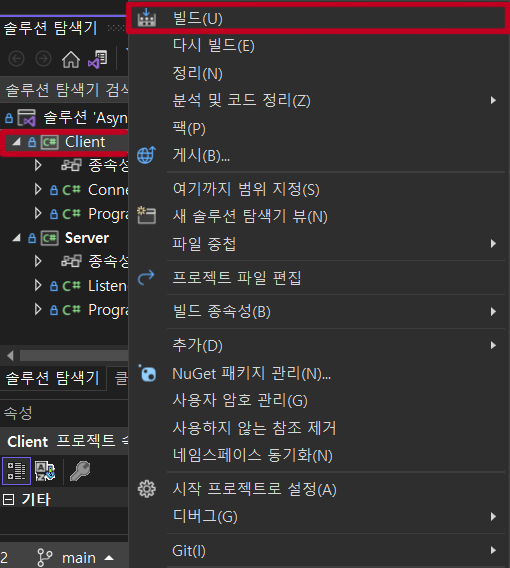 솔루션 탐색기
솔루션 탐색기 검색
솔루션 'Asyn
C# Client
종속성
C# Conne
C# Progra
C# Server
종속성
C# Listene
C# Progra
솔루션 탐색기
속성
Client 프로젝트 속
기타
2 main
빌드(U)
다시 빌드(E)
정리(N)
분석 및 코드 정리(Z)
팩(P)
게시(B)...
여기까지 범위 지정(S)
새 솔루션 탐색기 뷰(N)
파일 중첩
프로젝트 파일 편집
빌드 종속성(B)
추가(D)
NuGet 패키지 관리(N)...
사용자 암호 관리(G)
사용하지 않는 참조 제거
네임스페이스 동기화(N)
시작 프로젝트로 설정(A)
디버그(G)
Git(I)